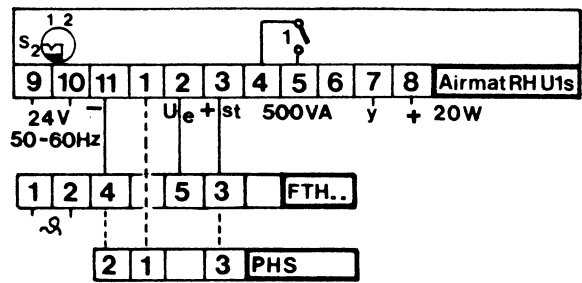 1 2
S2
1
9 10 11 1 2 3 4 5 6 7 8 Airmat RH U1s
24V – Ue + st 500VA y + 20W
50-60Hz
1 2 4 5 3 FTH..
ϑ
2 1 3 PHS